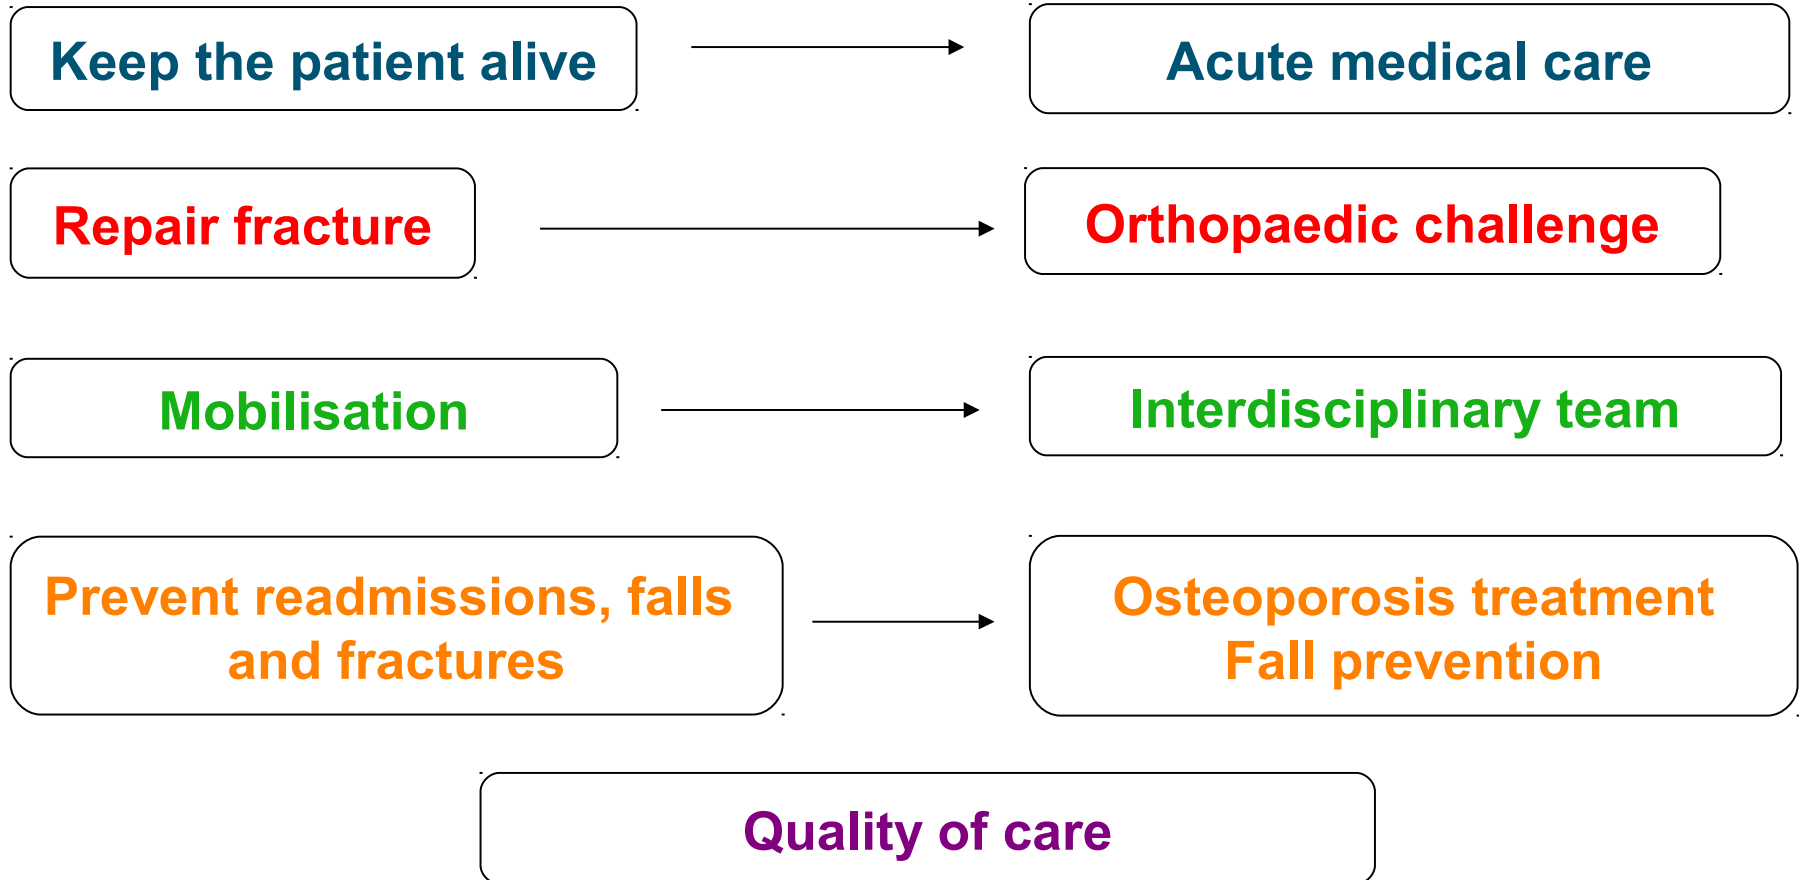 Keep the patient alive
Acute medical care
Repair fracture
Orthopaedic challenge
Mobilisation
Interdisciplinary team
Prevent readmissions, falls
and fractures
Osteoporosis treatment
Fall prevention
Quality of care